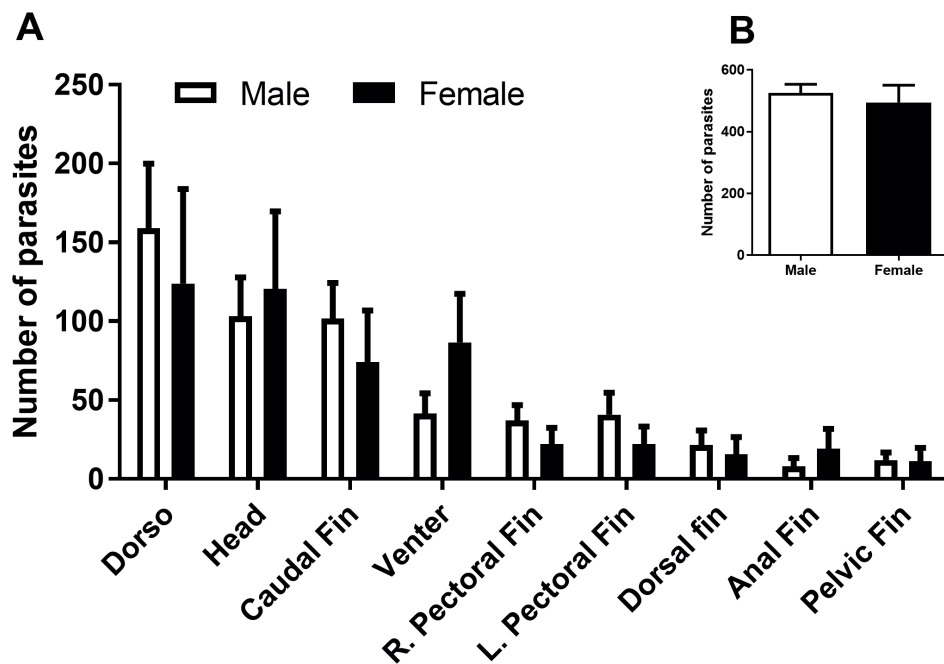 A
Number of parasites
250
200
150
100
50
0
Male
Female
Dorso
Head
Caudal Fin
Venter
R. Pectoral Fin
L. Pectoral Fin
Dorsal fin
Anal Fin
Pelvic Fin
B
Number of parasites
600
400
200
0
Male
Female